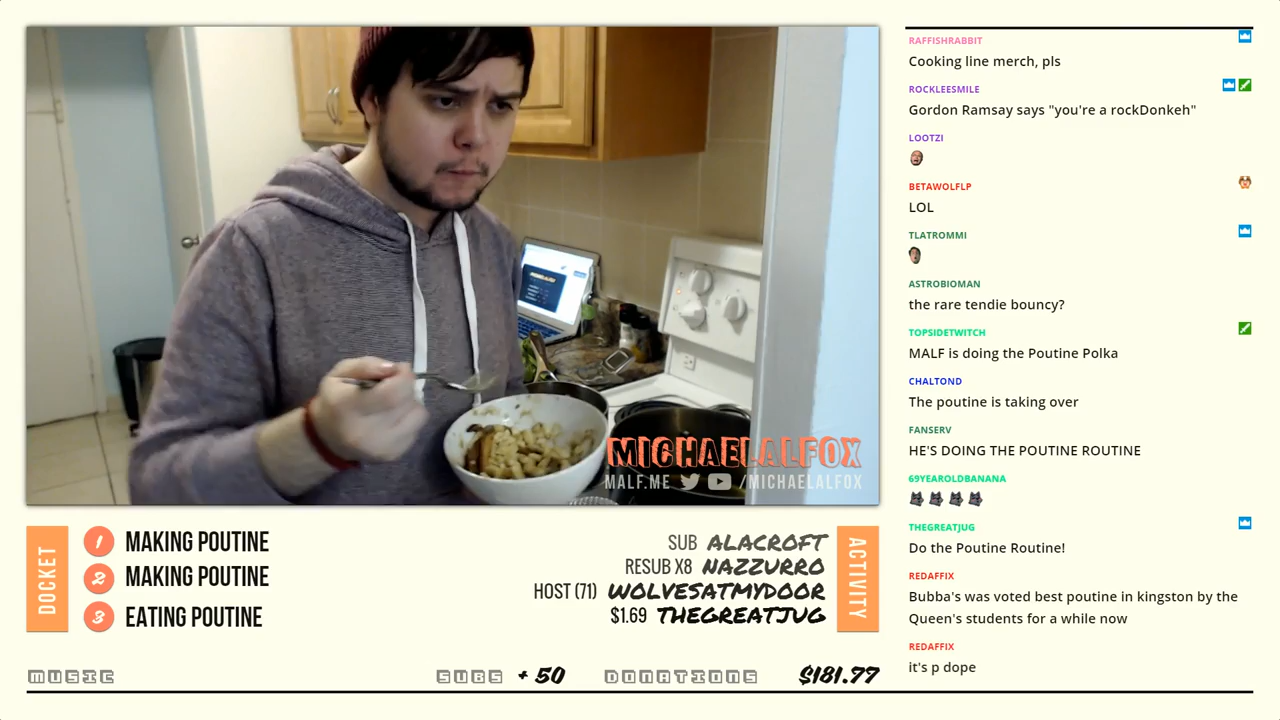 MICHAELALFOX
MALF.ME /MICHAELALFOX
DOCKET
1 MAKING POUTINE
2 MAKING POUTINE
3 EATING POUTINE
SUB ALACROFT
RESUB X8 NAZZURRO
HOST (71) WOLVESATMYDOOR
$1.69 THEGREATJUG
ACTIVITY
MUSIC
SUBS + 50
DONATIONS $181.77
RAFFISHRABBIT
Cooking line merch, pls
ROCKLEESMILE
Gordon Ramsay says "you're a rockDonkeh"
LOOTZI
BETAWOLFLP
LOL
TLATROMMI
ASTROBIOMAN
the rare tendie bouncy?
TOPSIDETWITCH
MALF is doing the Poutine Polka
CHALTOND
The poutine is taking over
FANSERV
HE'S DOING THE POUTINE ROUTINE
69YEAROLDBANANA
THEGREATJUG
Do the Poutine Routine!
REDAFFIX
Bubba's was voted best poutine in kingston by the
Queen's students for a while now
REDAFFIX
it's p dope